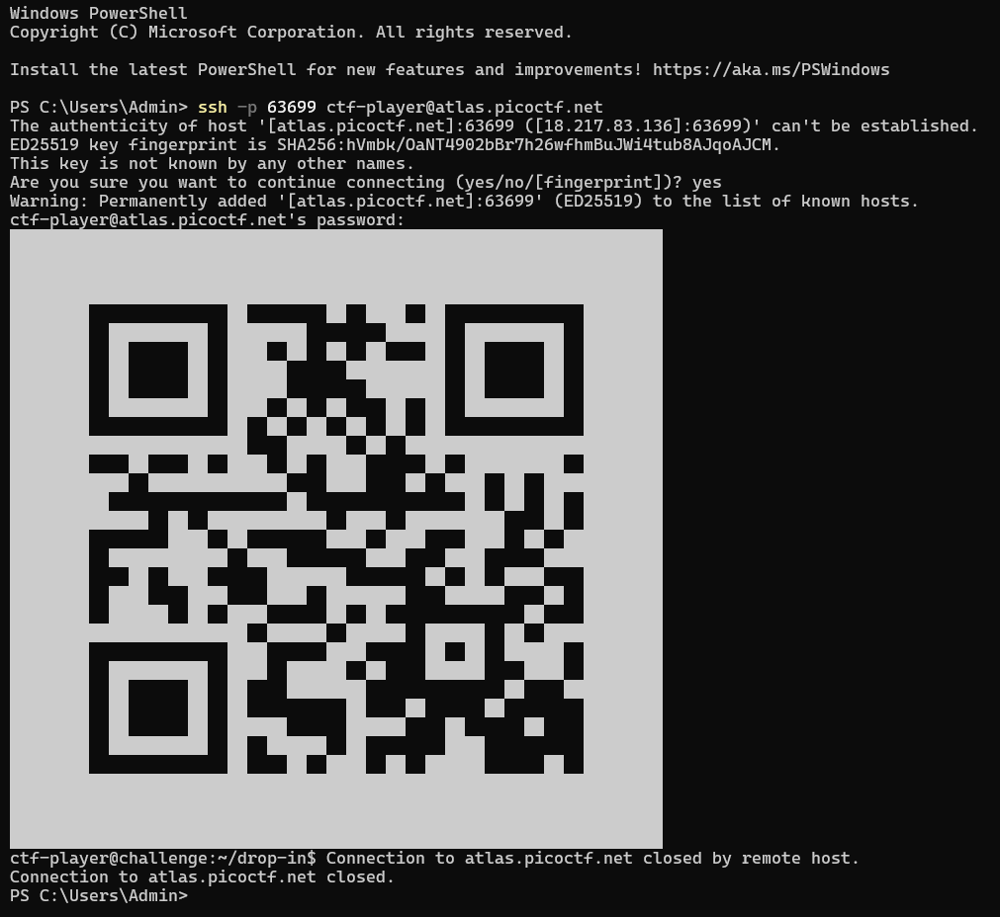 Windows PowerShell
Copyright (C) Microsoft Corporation. All rights reserved.
Install the latest PowerShell for new features and improvements! https://aka.ms/PSWindows
PS C:\Users\Admin> ssh -p 63699 ctf-player@atlas.picoctf.net
The authenticity of host '[atlas.picoctf.net]:63699 ([18.217.83.136]:63699)' can't be established.
ED25519 key fingerprint is SHA256:hVmbk/OaNT4902bBr7h26wfhmBuJWi4tub8AJqoAJCM.
This key is not known by any other names.
Are you sure you want to continue connecting (yes/no/[fingerprint])? yes
Warning: Permanently added '[atlas.picoctf.net]:63699' (ED25519) to the list of known hosts.
ctf-player@atlas.picoctf.net's password:
ctf-player@challenge:~/drop-in$ Connection to atlas.picoctf.net closed by remote host.
Connection to atlas.picoctf.net closed.
PS C:\Users\Admin>